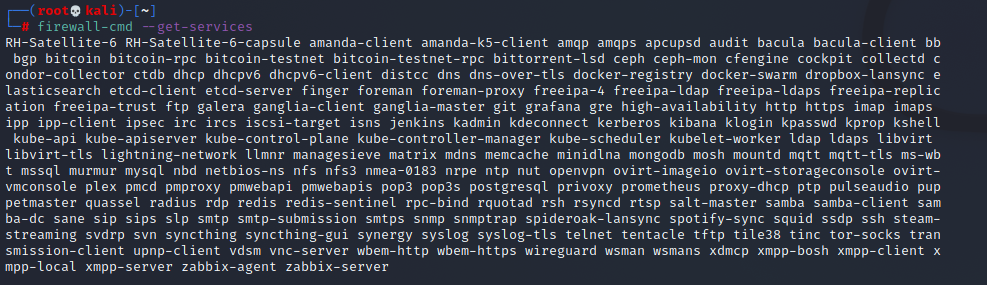 ┌──(root💀kali)-[~]
└─# firewall-cmd --get-services
RH-Satellite-6 RH-Satellite-6-capsule amanda-client amanda-k5-client amqp amqps apcupsd audit bacula bacula-client bb
 bgp bitcoin bitcoin-rpc bitcoin-testnet bitcoin-testnet-rpc bittorrent-lsd ceph ceph-mon cfengine cockpit collectd c
ondor-collector ctdb dhcp dhcpv6 dhcpv6-client distcc dns dns-over-tls docker-registry docker-swarm dropbox-lansync e
lasticsearch etcd-client etcd-server finger foreman foreman-proxy freeipa-4 freeipa-ldap freeipa-ldaps freeipa-replic
ation freeipa-trust ftp galera ganglia-client ganglia-master git grafana gre high-availability http https imap imaps
ipp ipp-client ipsec irc ircs iscsi-target isns jenkins kadmin kdeconnect kerberos kibana klogin kpasswd kprop kshell
 kube-api kube-apiserver kube-control-plane kube-controller-manager kube-scheduler kubelet-worker ldap ldaps libvirt
libvirt-tls lightning-network llmnr managesieve matrix mdns memcache minidlna mongodb mosh mountd mqtt mqtt-tls ms-wb
t mssql murmur mysql nbd netbios-ns nfs nfs3 nmea-0183 nrpe ntp nut openvpn ovirt-imageio ovirt-storageconsole ovirt-
vmconsole plex pmcd pmproxy pmwebapi pmwebapis pop3 pop3s postgresql privoxy prometheus proxy-dhcp ptp pulseaudio pup
petmaster quassel radius rdp redis redis-sentinel rpc-bind rquotad rsh rsyncd rtsp salt-master samba samba-client sam
ba-dc sane sip sips slp smtp smtp-submission smtps snmp snmptrap spideroak-lansync spotify-sync squid ssdp ssh steam-
streaming svdrp svn syncthing syncthing-gui synergy syslog syslog-tls telnet tentacle tftp tile38 tinc tor-socks tran
smission-client upnp-client vdsm vnc-server wbem-http wbem-https wireguard wsman wsmans xdmcp xmpp-bosh xmpp-client x
mpp-local xmpp-server zabbix-agent zabbix-server